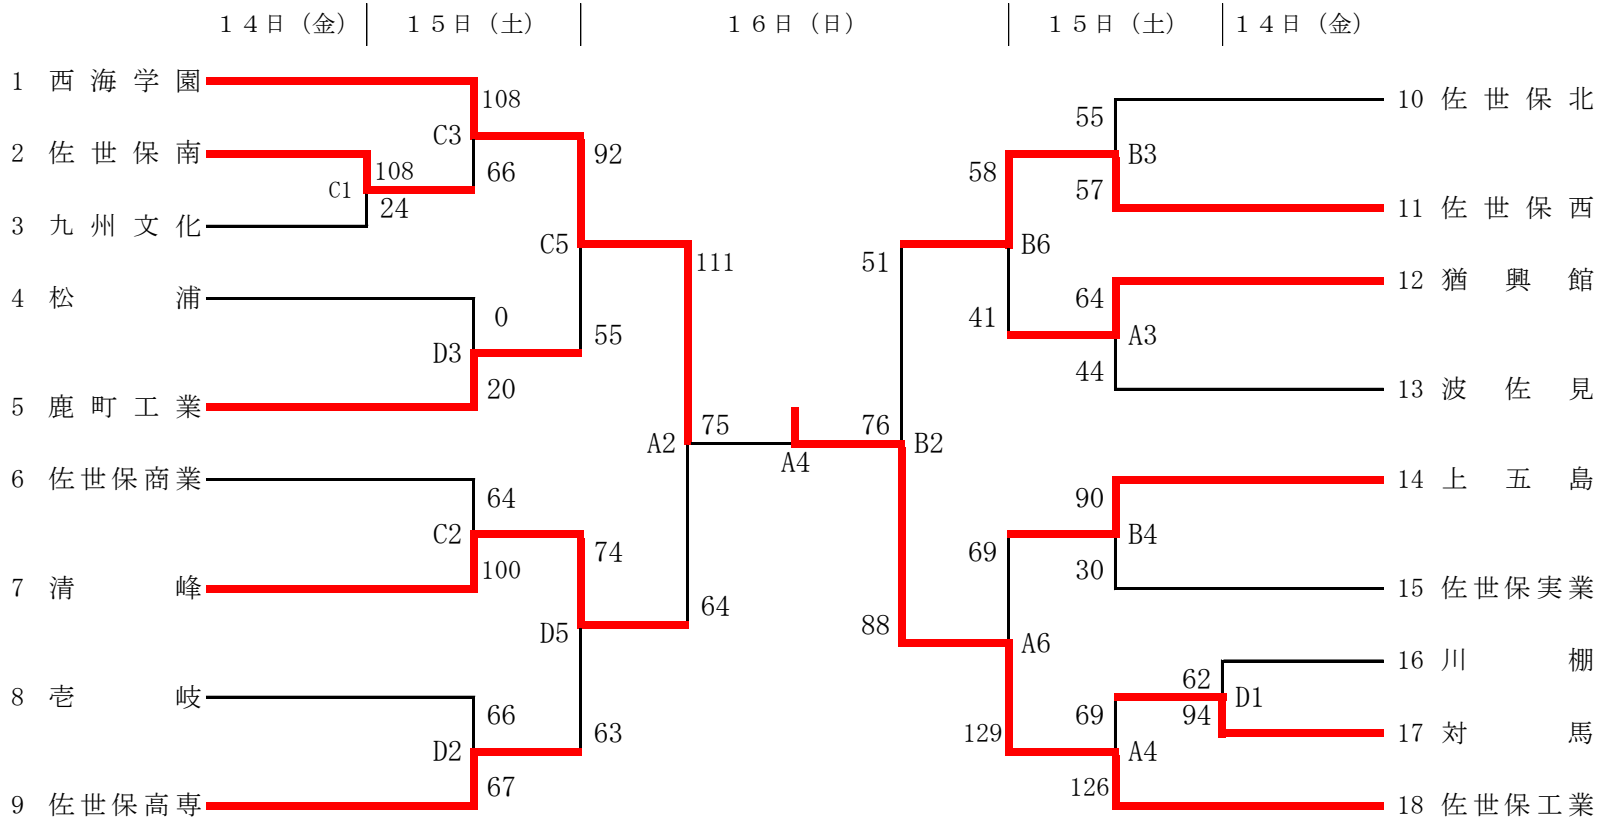 １４日（金） １５日（土） １６日（日） １５日（土） １４日（金）
1 西海学園
108
C3
2 佐世保南
108
C1
24
66
92
3 九州文化
C5
111
4 松浦
0
D3
55
20
5 鹿町工業
A2
75
A4
6 佐世保商業
64
C2
74
100
7 清峰
D5
64
8 壱岐
66
D2
63
67
9 佐世保高専
10 佐世保北
55
B3
58
57
11 佐世保西
51
B6
12 猶興館
64
41
A3
44
13 波佐見
76
B2
14 上五島
90
B4
69
30
15 佐世保実業
88
A6
16 川棚
62
D1
94
17 対馬
69
129
A4
126
18 佐世保工業